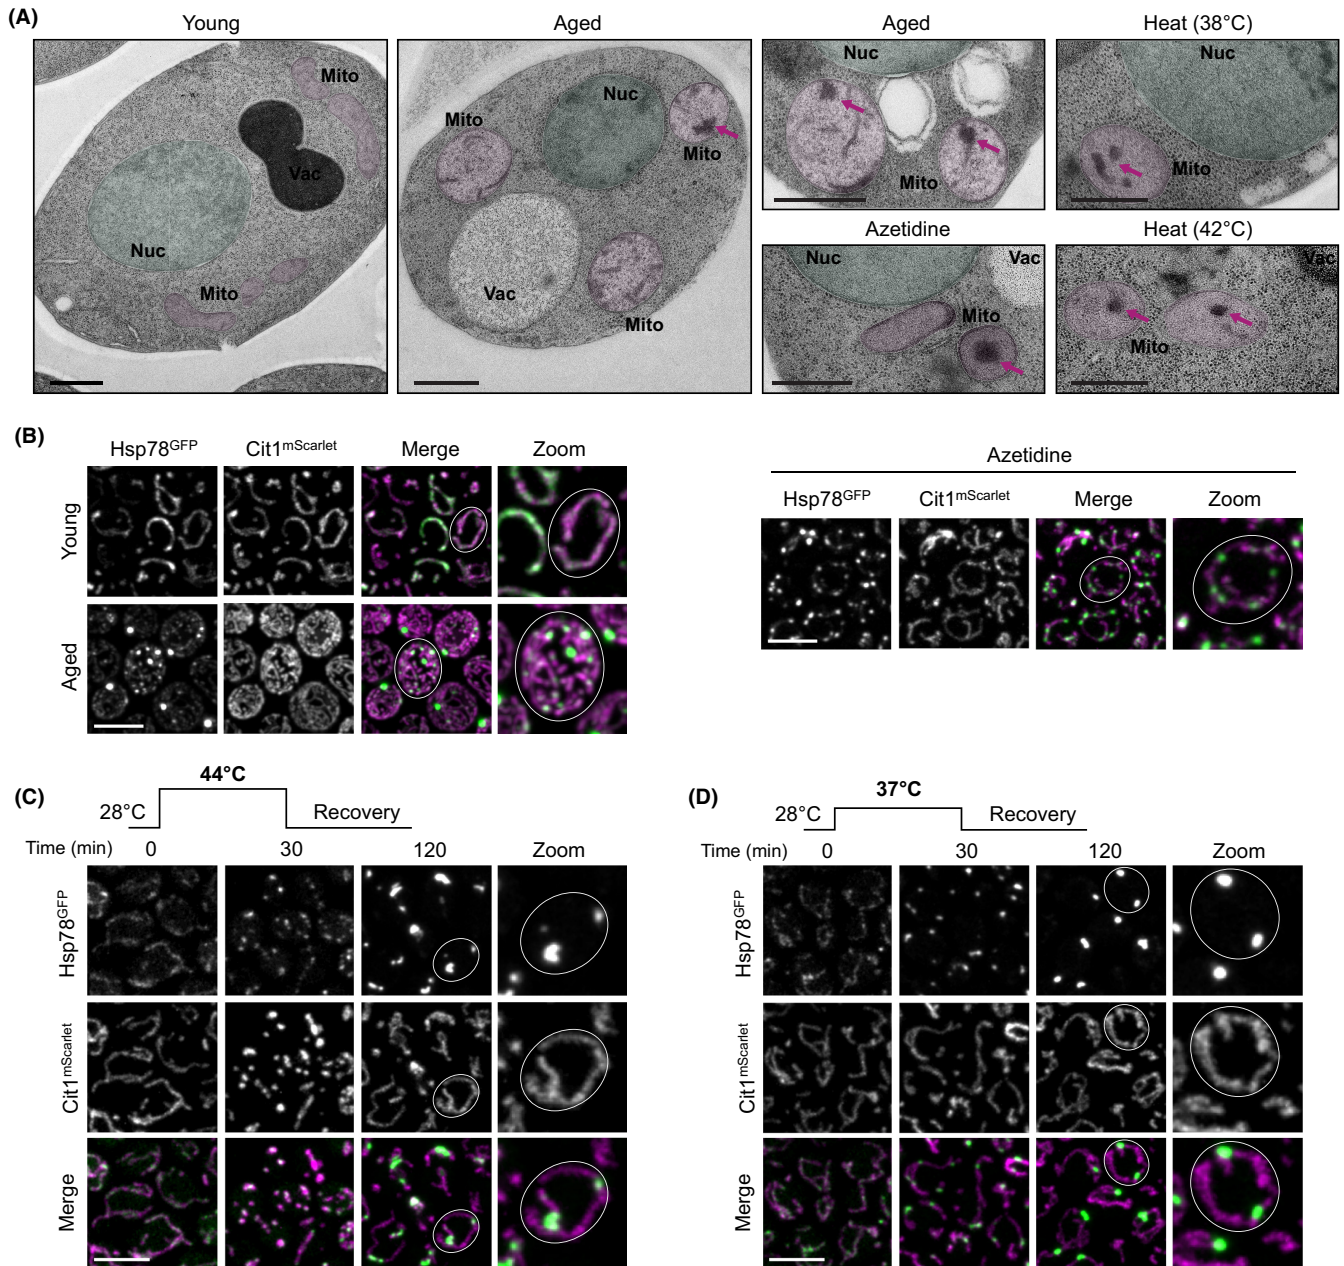 (A)
Young
Aged
Aged
Heat (38°C)
Mito
Vac
Nuc
Mito
Nuc
Mito
Mito
Vac
Mito
Nuc
Mito
Nuc
Mito
Azetidine
Heat (42°C)
Nuc
Vac
Mito
Vac
Mito
(B)
Hsp78GFP
Cit1mScarlet
Merge
Zoom
Young
Aged
Azetidine
Hsp78GFP
Cit1mScarlet
Merge
Zoom
(C)
44°C
28°C
Recovery
Time (min)
0
30
120
Zoom
Hsp78GFP
Cit1mScarlet
Merge
(D)
37°C
28°C
Recovery
Time (min)
0
30
120
Zoom
Hsp78GFP
Cit1mScarlet
Merge